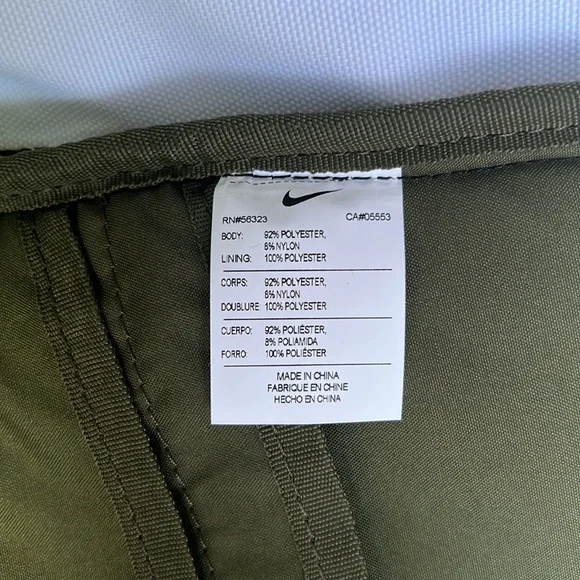 RN#56323 CA#05553
BODY: 92% POLYESTER,
8% NYLON
LINING: 100% POLYESTER
CORPS: 92% POLYESTER,
8% NYLON
DOUBLURE: 100% POLYESTER
CUERPO: 92% POLIÉSTER,
8% POLIAMIDA
FORRO: 100% POLIÉSTER
MADE IN CHINA
FABRIQUE EN CHINE
HECHO EN CHINA